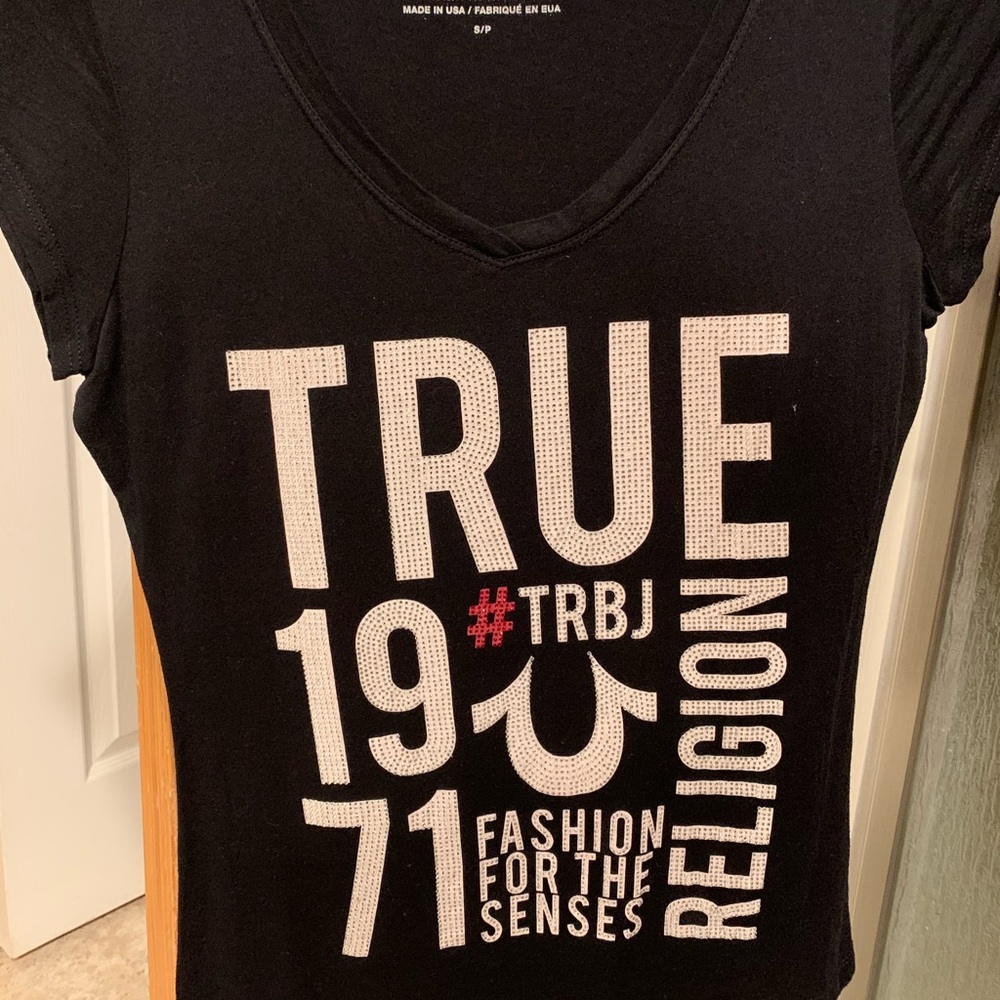 MADE IN USA / FABRIQUÉ EN EUA
S/P
TRUE
RELIGION
#TRBJ
19
71
FASHION
FOR THE
SENSES